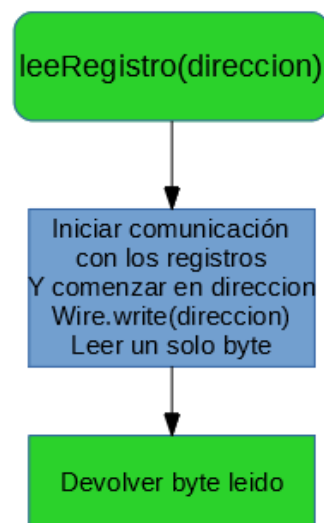 leeRegistro(direccion)
Iniciar comunicación
con los registros
Y comenzar en direccion
Wire.write(direccion)
Leer un solo byte
Devolver byte leido